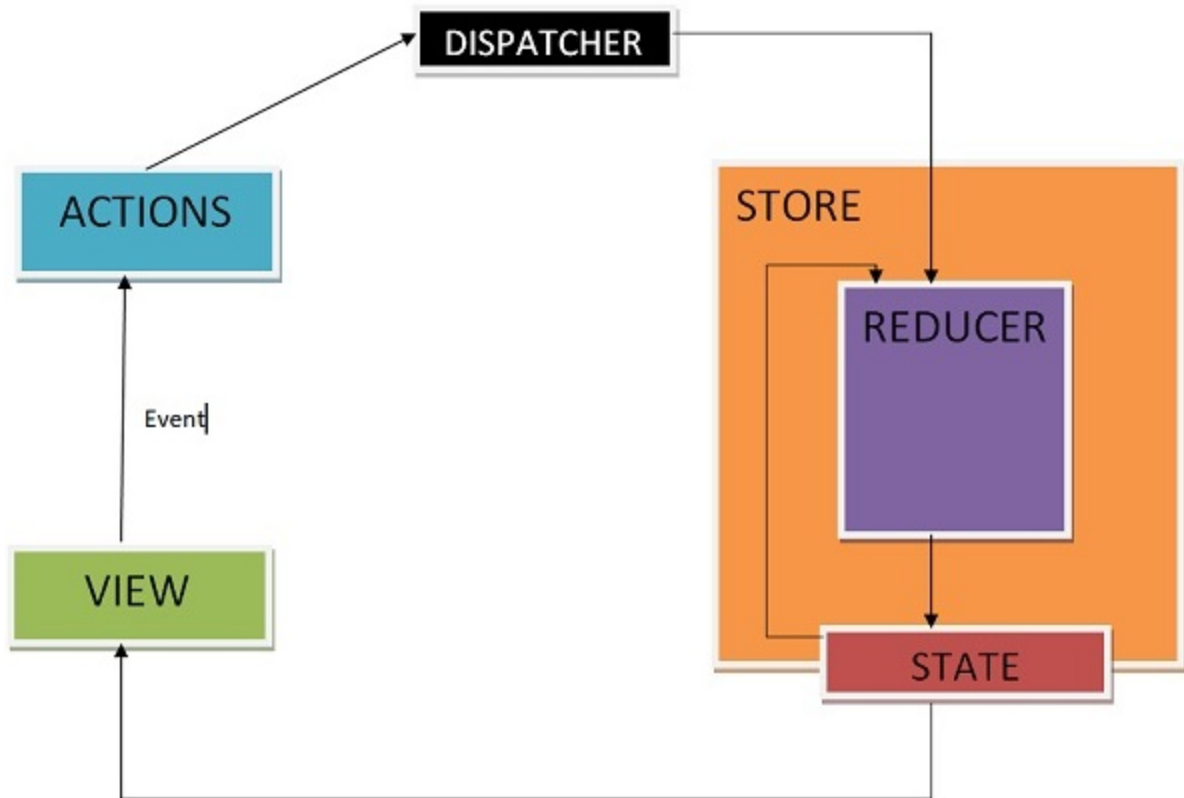 DISPATCHER
ACTIONS
STORE
REDUCER
Event
VIEW
STATE